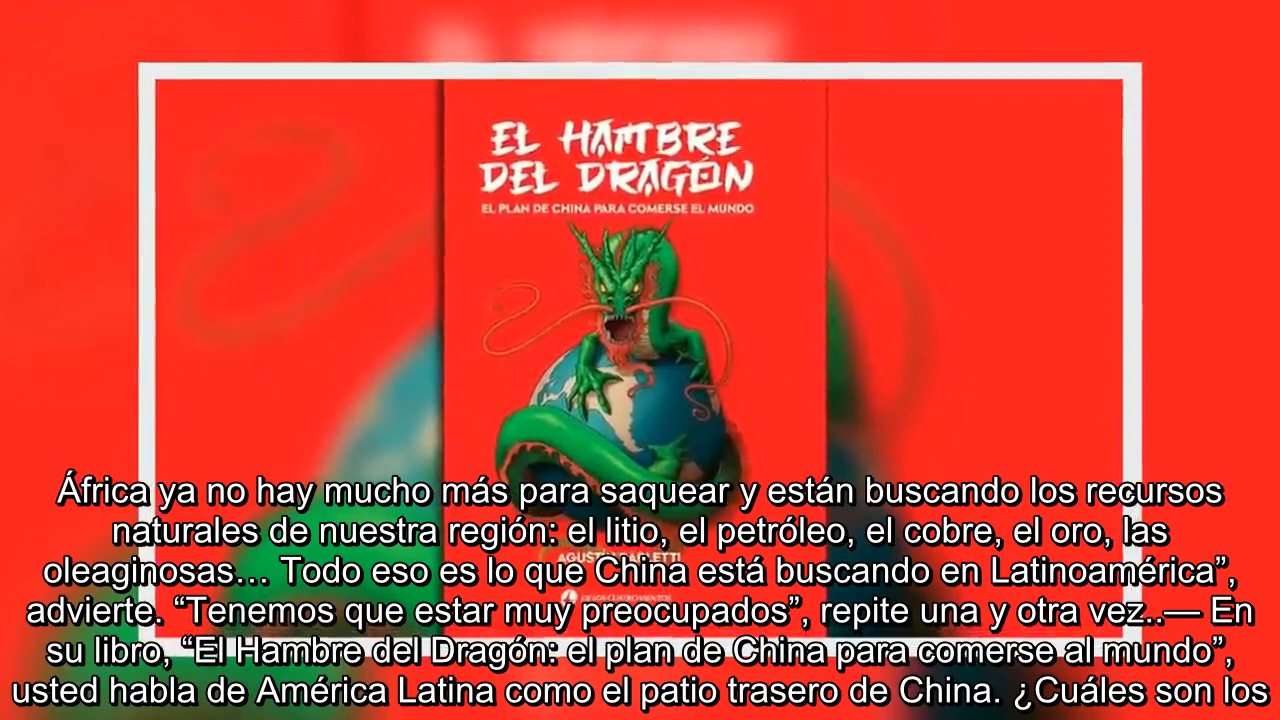 EL HAMBRE
DEL DRAGÓN
EL PLAN DE CHINA PARA COMERSE EL MUNDO
África ya no hay mucho más para saquear y están buscando los recursos
naturales de nuestra región: el litio, el petróleo, el cobre, el oro, las
oleaginosas… Todo eso es lo que China está buscando en Latinoamérica”,
advierte. “Tenemos que estar muy preocupados”, repite una y otra vez..— En
su libro, “El Hambre del Dragón: el plan de China para comerse al mundo”,
usted habla de América Latina como el patio trasero de China. ¿Cuáles son los